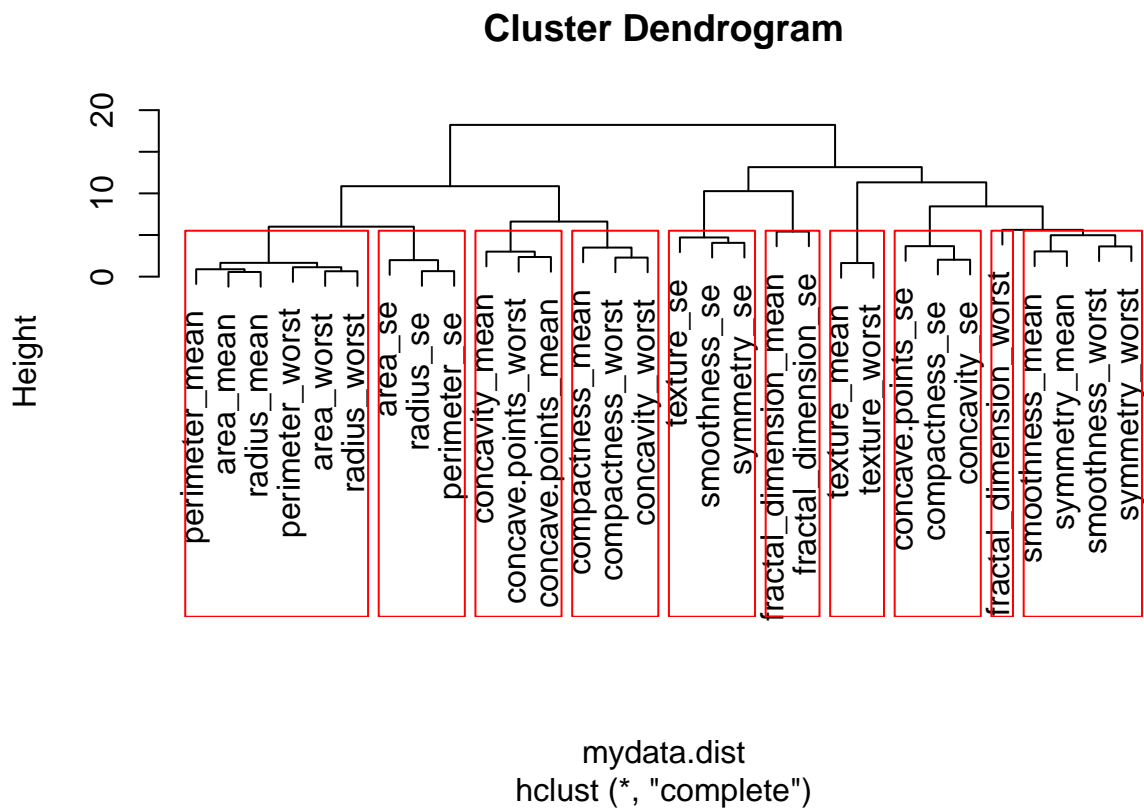 Cluster Dendrogram
Height
20
10
0
perimeter_mean
area_mean
radius_mean
perimeter_worst
area_worst
radius_worst
area_se
radius_se
perimeter_se
concavity_mean
concave.points_worst
concave.points_mean
compactness_mean
compactness_worst
concavity_worst
texture_se
smoothness_se
symmetry_se
fractal_dimension_mean
fractal_dimension_se
texture_mean
texture_worst
concave.points_se
compactness_se
concavity_se
fractal_dimension_worst
smoothness_mean
symmetry_mean
smoothness_worst
symmetry_worst
mydata.dist
hclust (*, "complete")